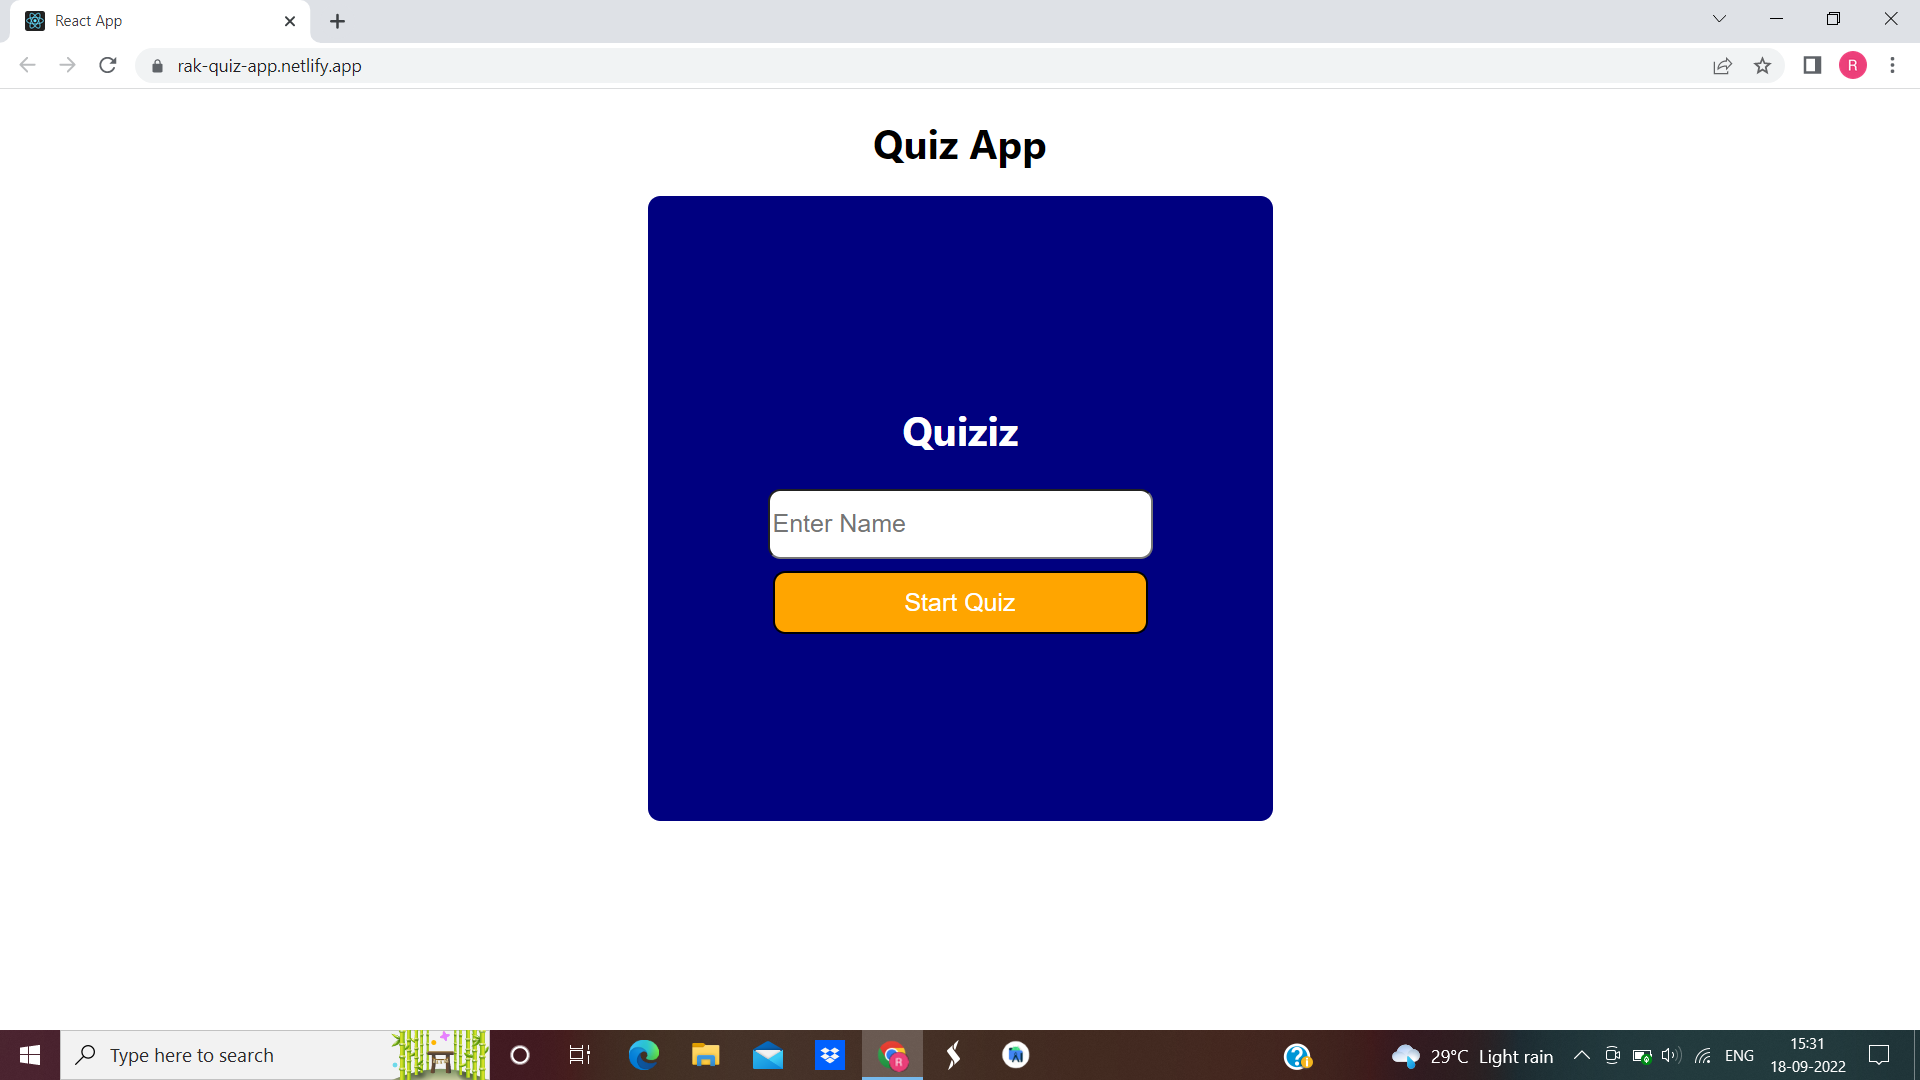 React App
rak-quiz-app.netlify.app
R
Quiz App
Quiziz
Enter Name
Start Quiz
Type here to search
R
29°C Light rain
ENG
15:31
18-09-2022